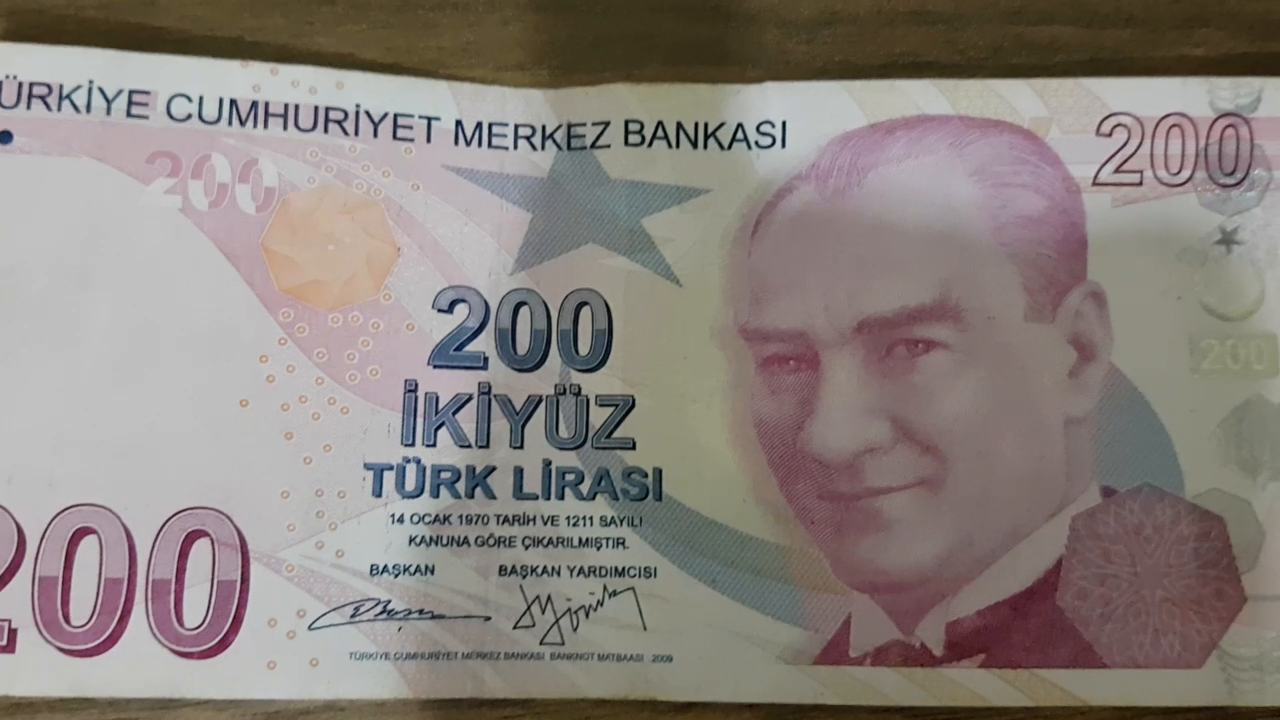 ÜRKİYE CUMHURİYET MERKEZ BANKASI
200
200
200
İKİYÜZ
TÜRK LİRASI
200
14 OCAK 1970 TARİH VE 1211 SAYILI
KANUNA GÖRE ÇIKARILMIŞTIR.
BAŞKAN BAŞKAN YARDIMCISI
200
TÜRKİYE CUMHURİYET MERKEZ BANKASI BANKNOT MATBAASI 2009